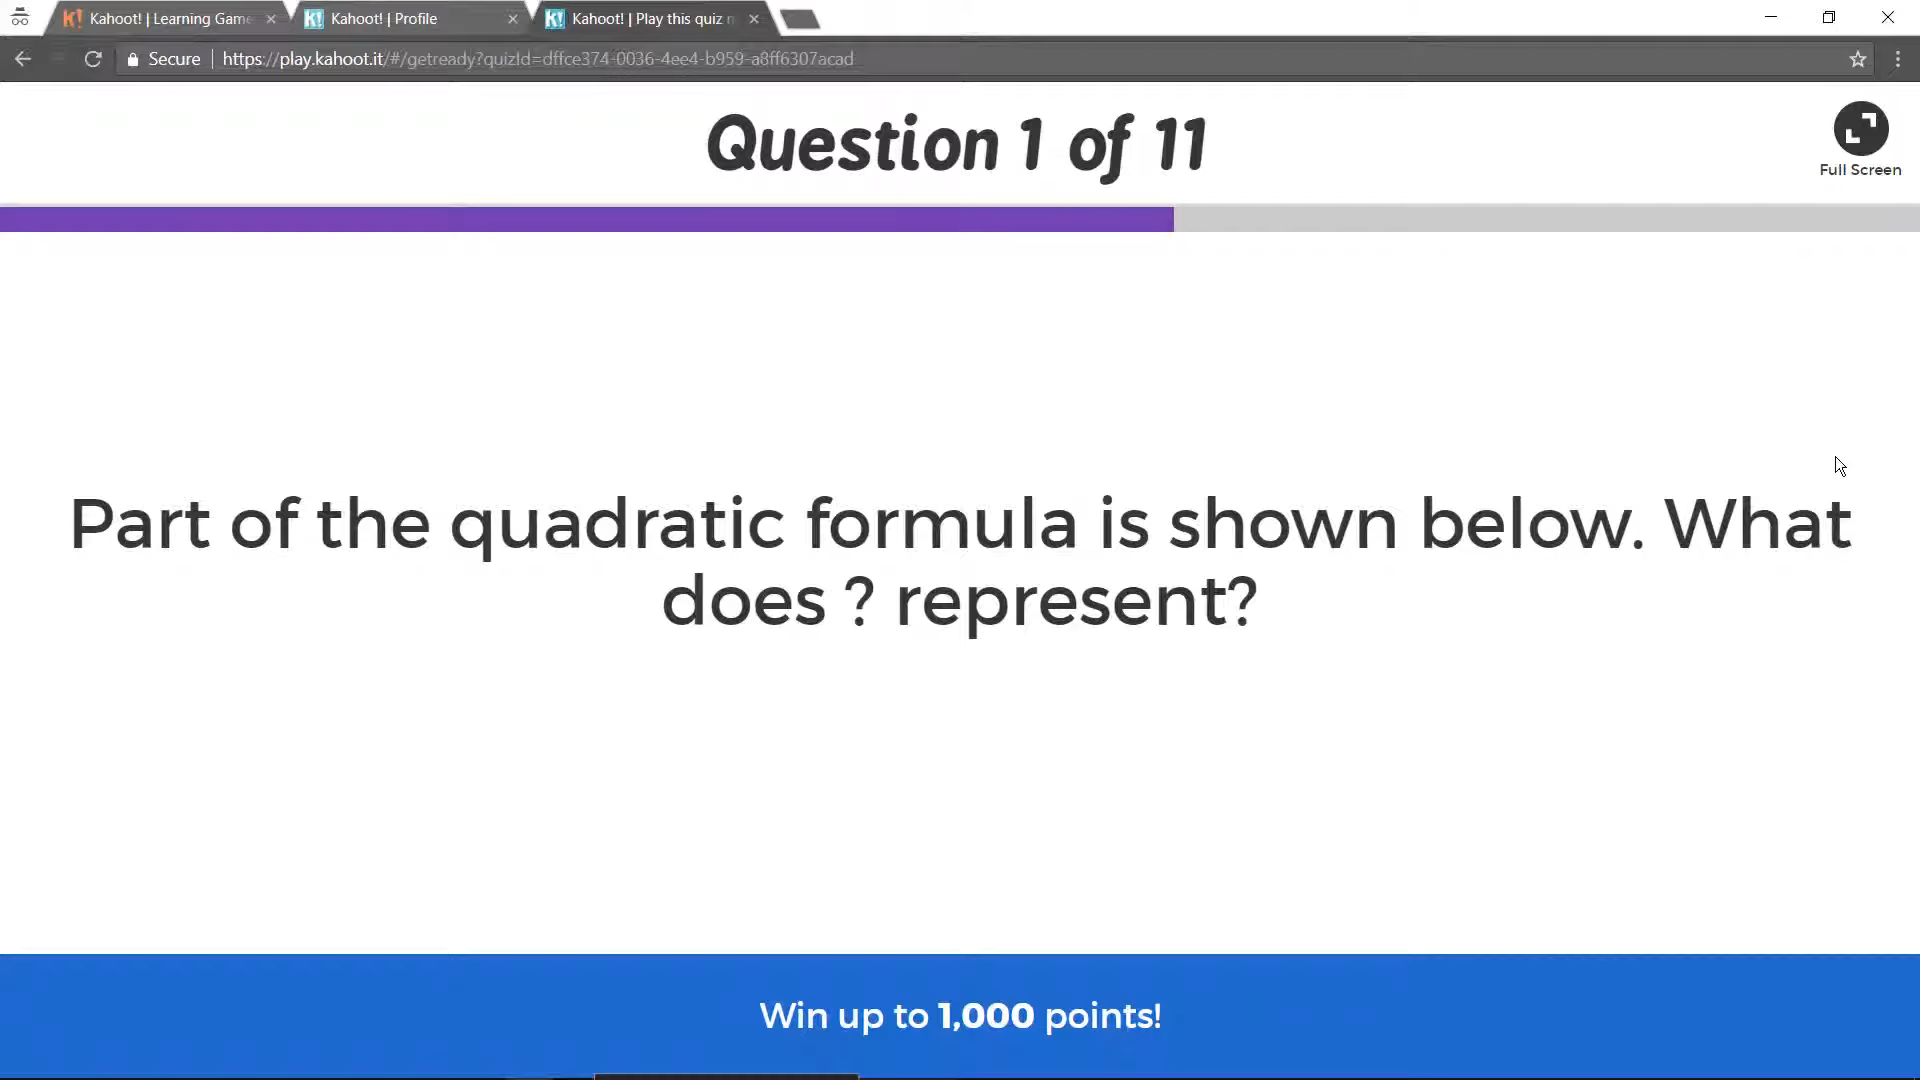 Kahoot! | Learning Game
Kahoot! | Profile
Kahoot! | Play this quiz n
Secure
https://play.kahoot.it/#/getready?quizId=dffce374-0036-4ee4-b959-a8ff6307acad
Question 1 of 11
Full Screen
Part of the quadratic formula is shown below. What
does ? represent?
Win up to 1,000 points!